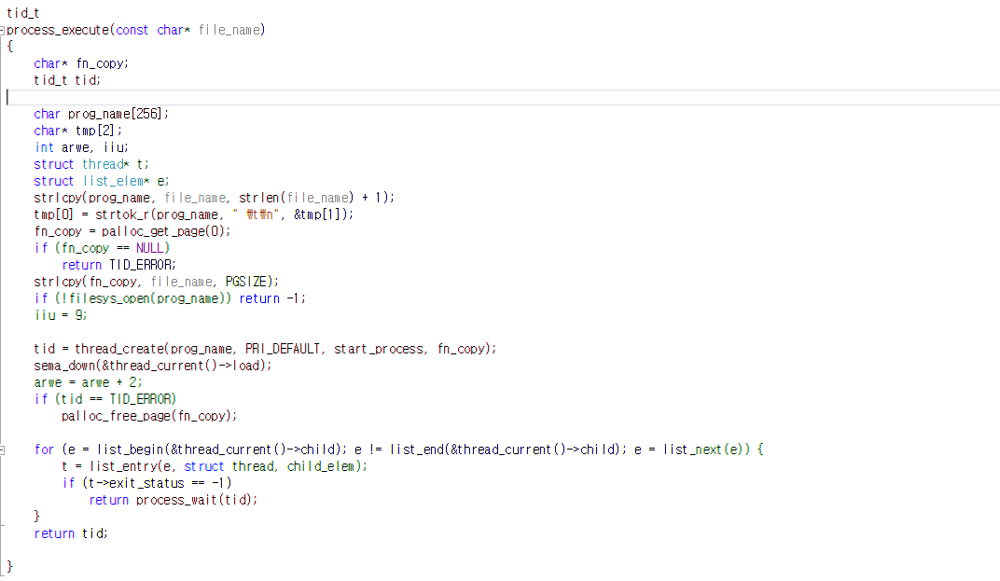 tid_t
process_execute(const char* file_name)
{
    char* fn_copy;
    tid_t tid;

    char prog_name[256];
    char* tmp[2];
    int arwe, iiu;
    struct thread* t;
    struct list_elem* e;
    strlcpy(prog_name, file_name, strlen(file_name) + 1);
    tmp[0] = strtok_r(prog_name, " ₩t₩n", &tmp[1]);
    fn_copy = palloc_get_page(0);
    if (fn_copy == NULL)
        return TID_ERROR;
    strlcpy(fn_copy, file_name, PGSIZE);
    if (!filesys_open(prog_name)) return -1;
    iiu = 9;

    tid = thread_create(prog_name, PRI_DEFAULT, start_process, fn_copy);
    sema_down(&thread_current()->load);
    arwe = arwe + 2;
    if (tid == TID_ERROR)
        palloc_free_page(fn_copy);

    for (e = list_begin(&thread_current()->child); e != list_end(&thread_current()->child); e = list_next(e)) {
        t = list_entry(e, struct thread, child_elem);
        if (t->exit_status == -1)
            return process_wait(tid);
    }
    return tid;

}